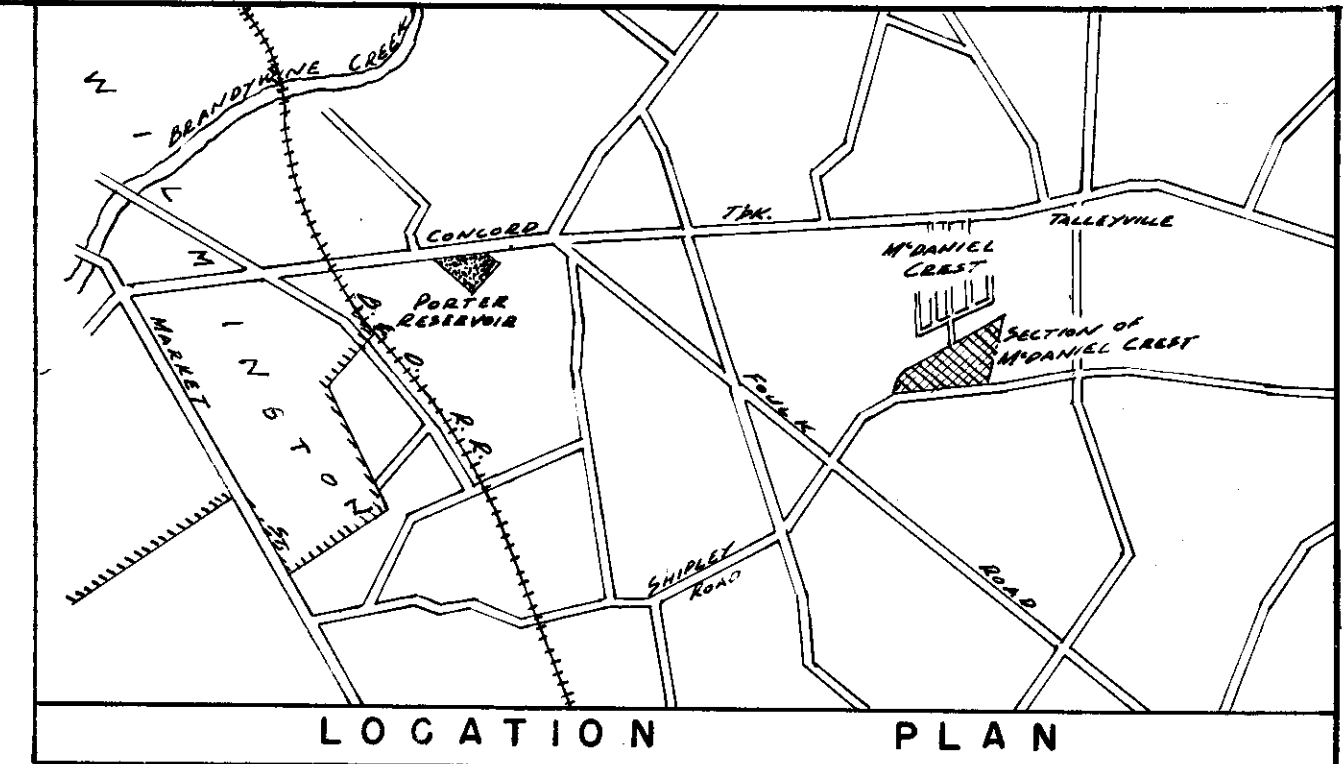 BRANDYWINE CREEK
WILMINGTON
CONCORD TPK.
TALLEYVILLE
McDANIEL
CREST
PORTER
RESERVOIR
SECTION OF
McDANIEL CREST
B. & O. R. R.
MARKET ST.
FOULK ROAD
SHIPLEY
ROAD
LOCATION PLAN